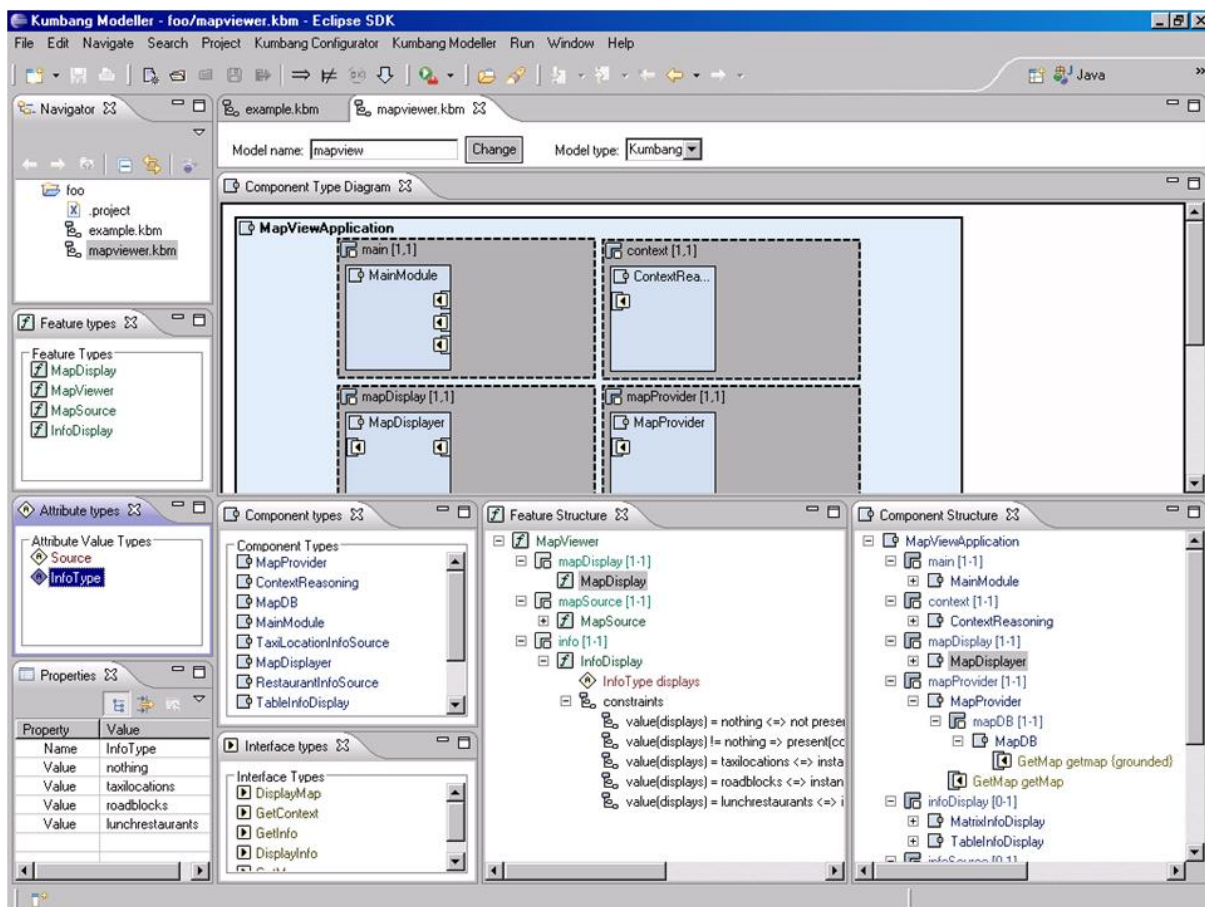 Kumbang Modeller - foo/mapviewer.kbm - Eclipse SDK
File Edit Navigate Search Project Kumbang Configurator Kumbang Modeller Run Window Help
Java
»
Navigator
foo
.project
example.kbm
mapviewer.kbm
example.kbm
mapviewer.kbm
Model name: mapview Change Model type: Kumbang
Component Type Diagram
MapViewApplication
main [1,1]
MainModule
context [1,1]
ContextRea...
mapDisplay [1,1]
MapDisplayer
mapProvider [1,1]
MapProvider
Feature types
Feature Types
MapDisplay
MapViewer
MapSource
InfoDisplay
Attribute types
Attribute Value Types
Source
InfoType
Properties
Property Value
Name InfoType
Value nothing
Value taxilocations
Value roadblocks
Value lunchrestaurants
Component types
Component Types
MapProvider
ContextReasoning
MapDB
MainModule
TaxiLocationInfoSource
MapDisplayer
RestaurantInfoSource
TableInfoDisplay
Interface types
Interface Types
DisplayMap
GetContext
GetInfo
DisplayInfo
Feature Structure
MapViewer
mapDisplay [1-1]
MapDisplay
mapSource [1-1]
MapSource
info [1-1]
InfoDisplay
InfoType displays
constraints
value(displays) = nothing <=> not presen
value(displays) != nothing => present(co
value(displays) = taxilocations <=> insta
value(displays) = roadblocks <=> instan
value(displays) = lunchrestaurants <=> i
Component Structure
MapViewApplication
main [1-1]
MainModule
context [1-1]
ContextReasoning
mapDisplay [1-1]
MapDisplayer
mapProvider [1-1]
MapProvider
mapDB [1-1]
MapDB
GetMap getmap {grounded}
GetMap getMap
infoDisplay [0-1]
MatrixInfoDisplay
TableInfoDisplay
infoSource [0-1]